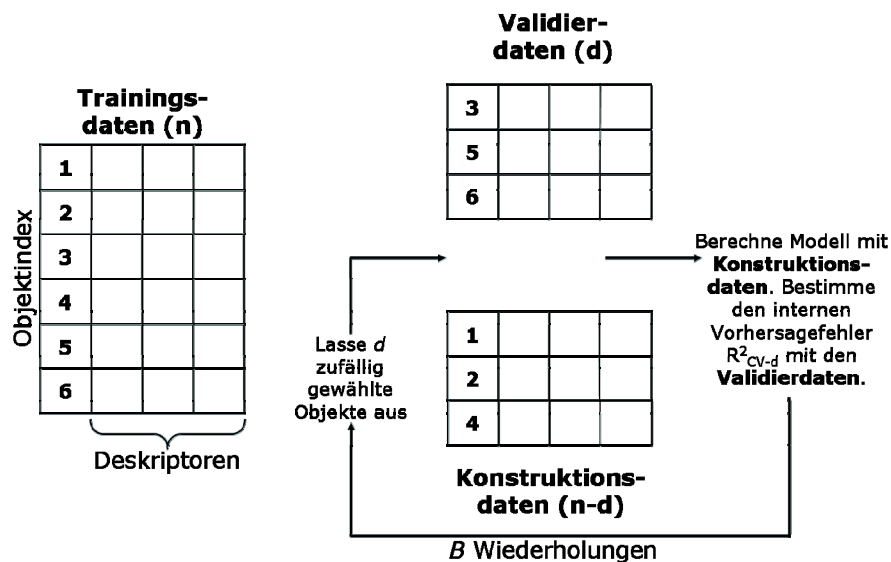 Trainings-
daten (n)
Objektindex
1
2
3
4
5
6
Deskriptoren
Lasse d
zufällig
gewählte
Objekte aus
Validier-
daten (d)
3
5
6
1
2
4
Konstruktions-
daten (n-d)
Berechne Modell mit
Konstruktions-
daten. Bestimme
den internen
Vorhersagefehler
R²CV-d mit den
Validierdaten.
B Wiederholungen